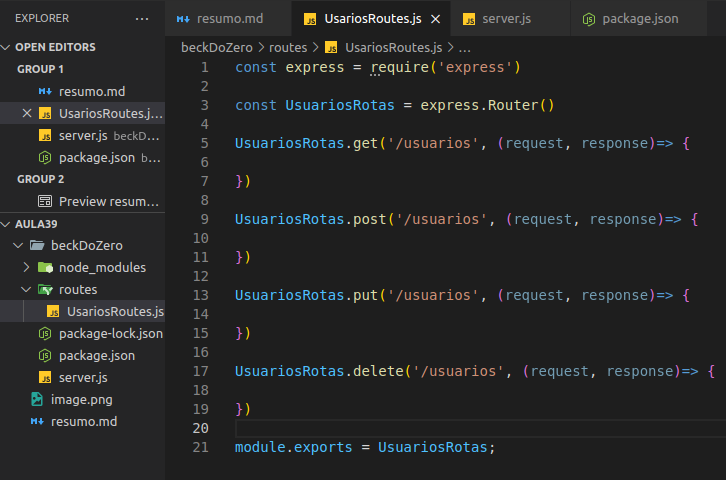 EXPLORER ...
OPEN EDITORS
GROUP 1
resumo.md
UsariosRoutes.j...
server.js beckD...
package.json b...
GROUP 2
Preview resum...
AULA39
beckDoZero
node_modules
routes
UsariosRoutes.js
package-lock.json
package.json
server.js
image.png
resumo.md
resumo.md UsariosRoutes.js server.js package.json
beckDoZero > routes > UsariosRoutes.js > ...
1 const express = require('express')
2
3 const UsuariosRotas = express.Router()
4
5 UsuariosRotas.get('/usuarios', (request, response)=> {
6
7 })
8
9 UsuariosRotas.post('/usuarios', (request, response)=> {
10
11 })
12
13 UsuariosRotas.put('/usuarios', (request, response)=> {
14
15 })
16
17 UsuariosRotas.delete('/usuarios', (request, response)=> {
18
19 })
20
21 module.exports = UsuariosRotas;